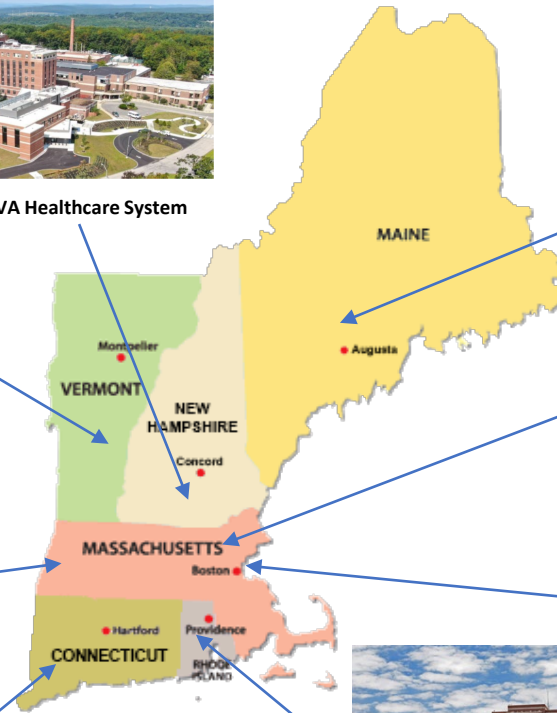 VA Healthcare System
MAINE
Montpelier
Augusta
VERMONT
NEW
HAMPSHIRE
Concord
MASSACHUSETTS
Boston
Hartford
Providence
CONNECTICUT
RHODE
ISLAND